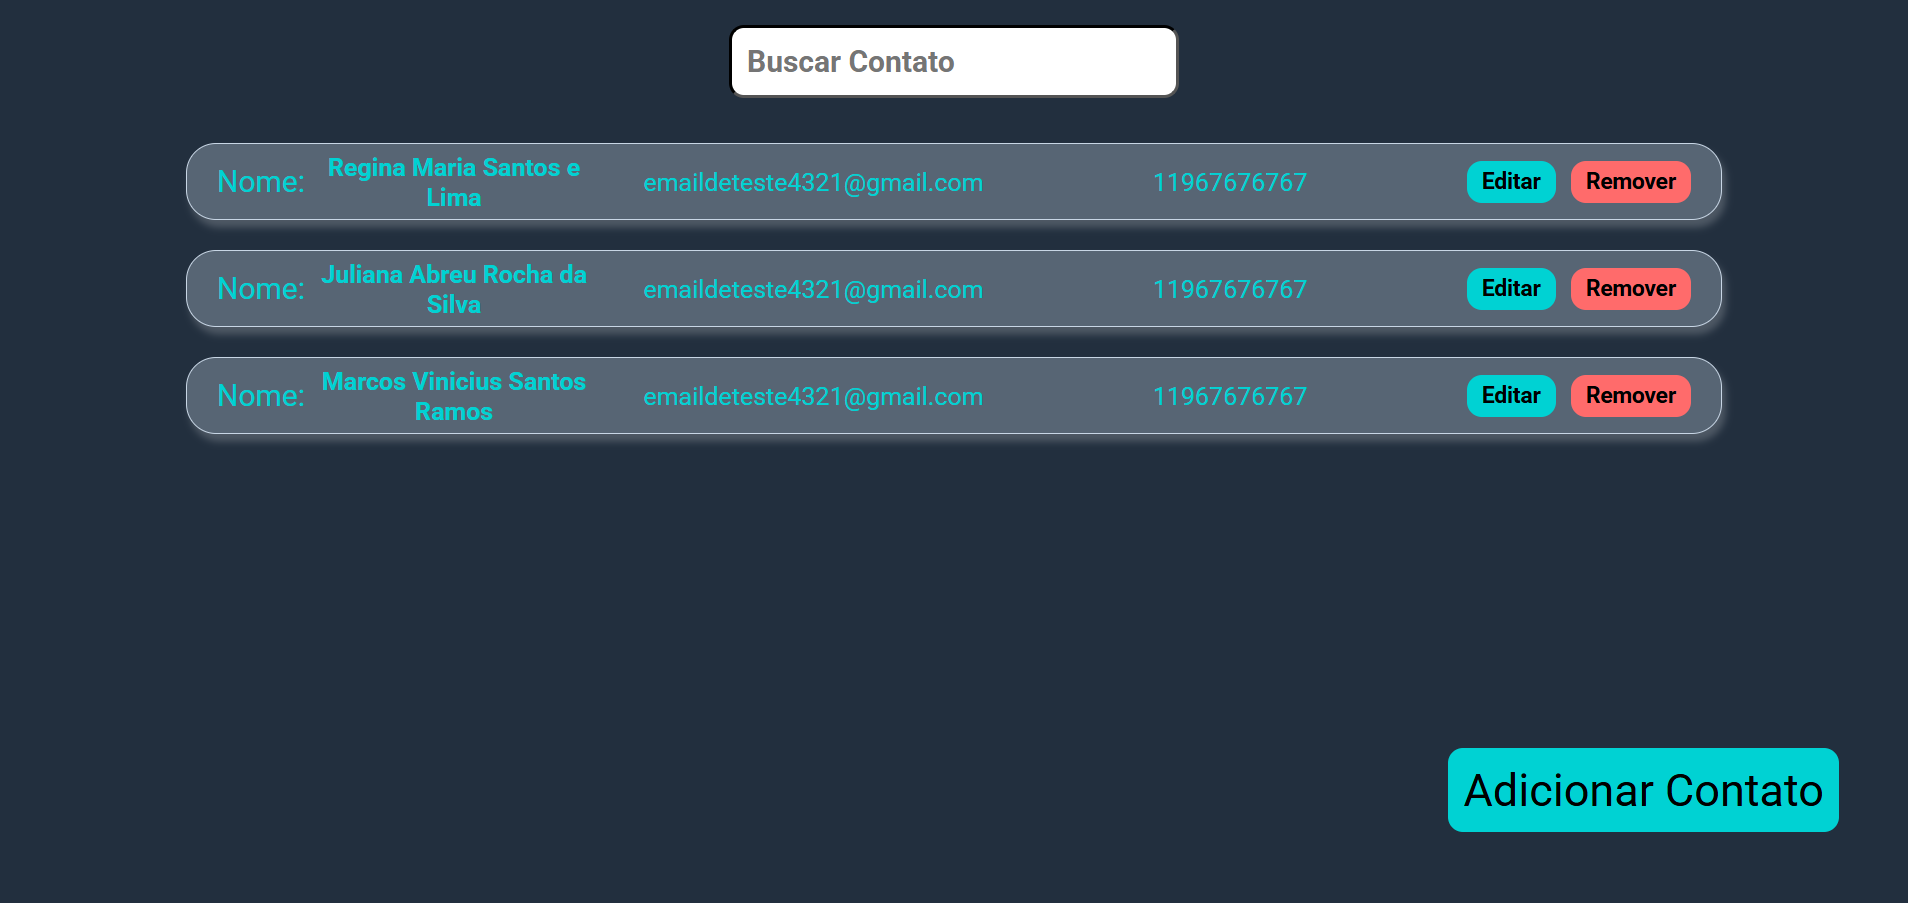 Buscar Contato
Nome: Regina Maria Santos e
Lima
emaildeteste4321@gmail.com
11967676767
Editar
Remover
Nome: Juliana Abreu Rocha da
Silva
emaildeteste4321@gmail.com
11967676767
Editar
Remover
Nome: Marcos Vinicius Santos
Ramos
emaildeteste4321@gmail.com
11967676767
Editar
Remover
Adicionar Contato